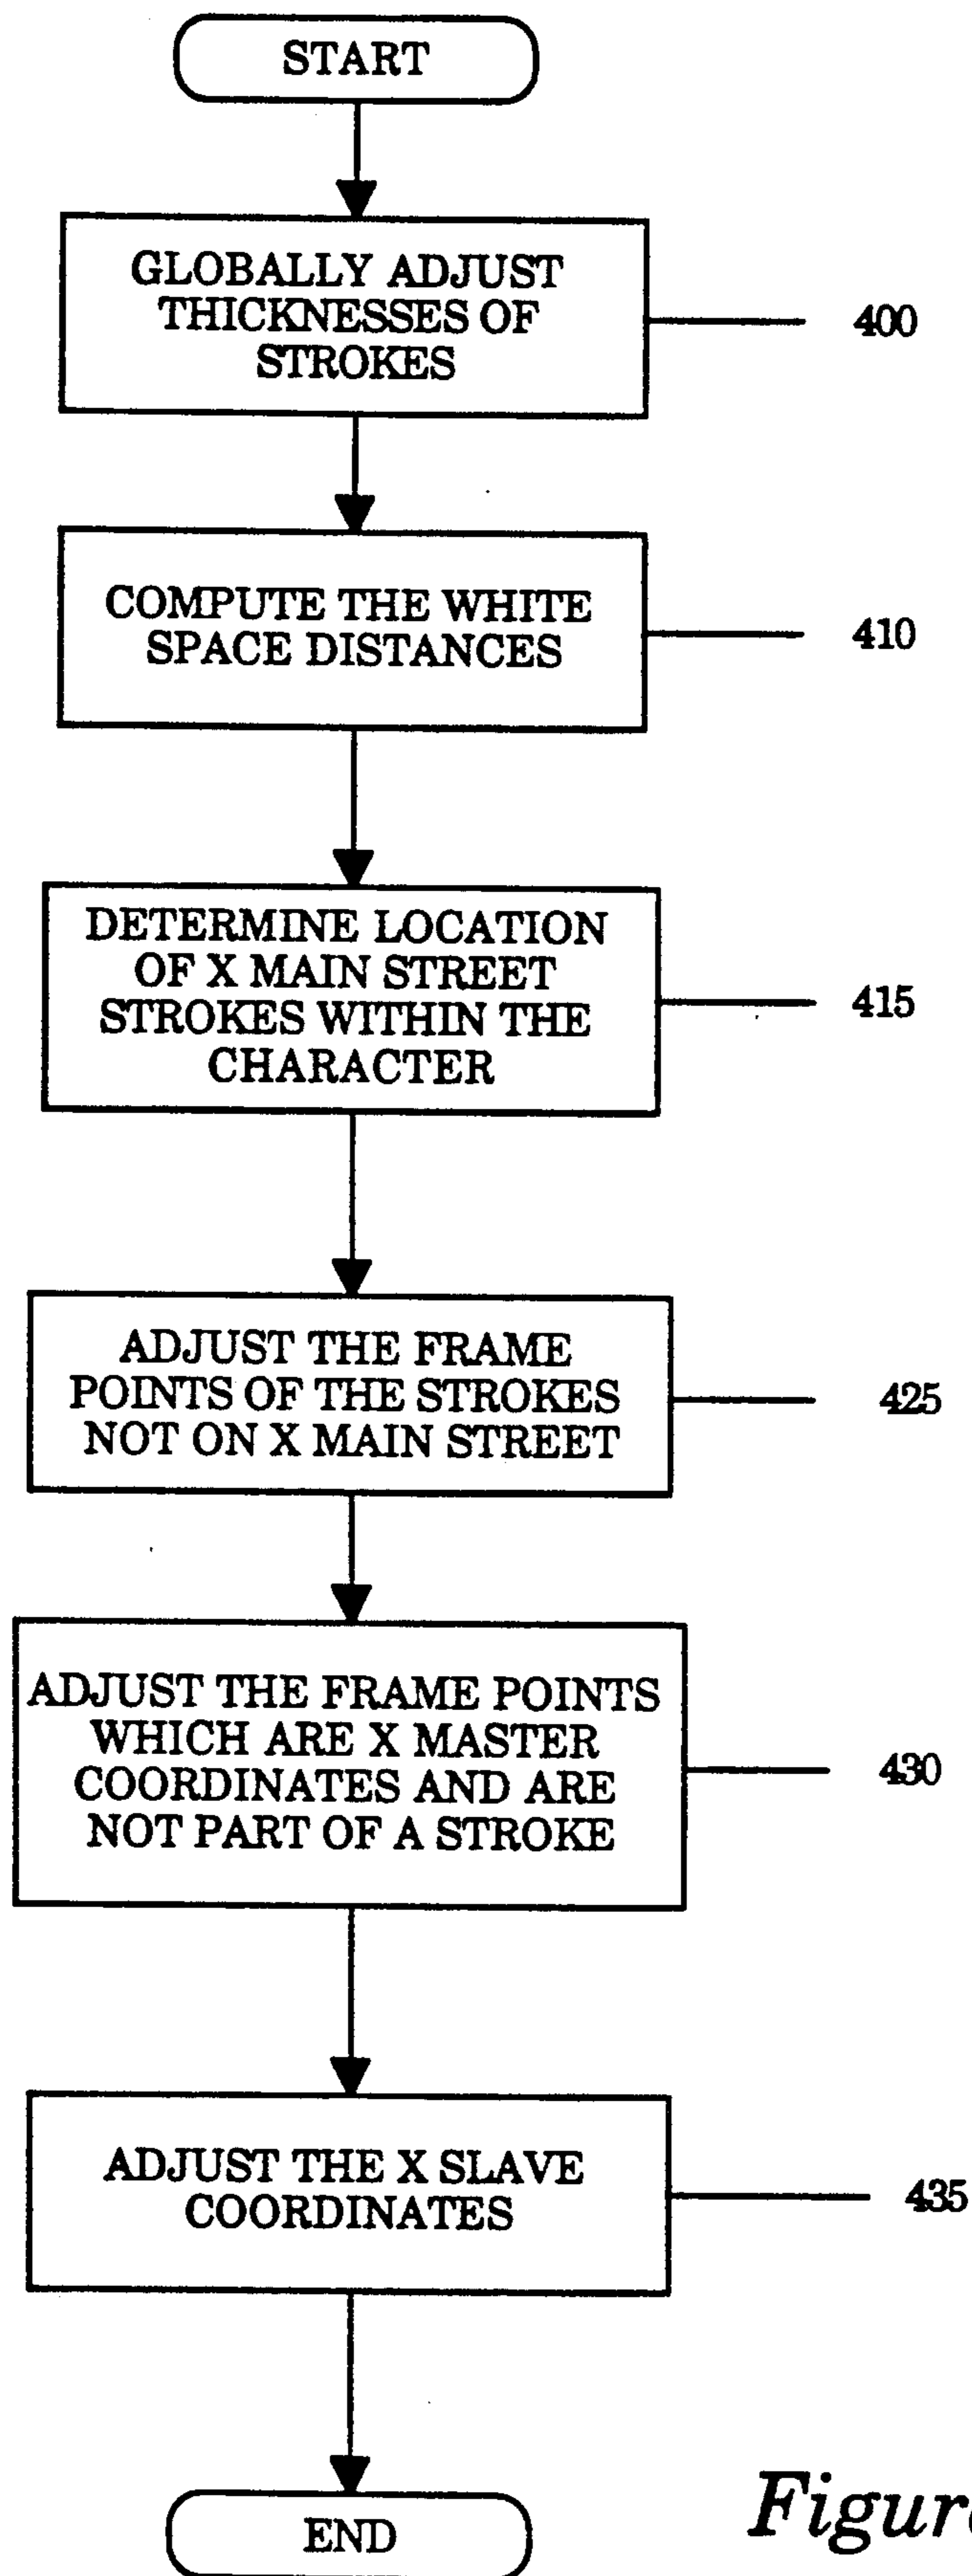 START
GLOBALLY ADJUST
THICKNESSES OF
STROKES
400
COMPUTE THE WHITE
SPACE DISTANCES
410
DETERMINE LOCATION
OF X MAIN STREET
STROKES WITHIN THE
CHARACTER
415
ADJUST THE FRAME
POINTS OF THE STROKES
NOT ON X MAIN STREET
425
ADJUST THE FRAME POINTS
WHICH ARE X MASTER
COORDINATES AND ARE
NOT PART OF A STROKE
430
ADJUST THE X SLAVE
COORDINATES
435
END
Figure